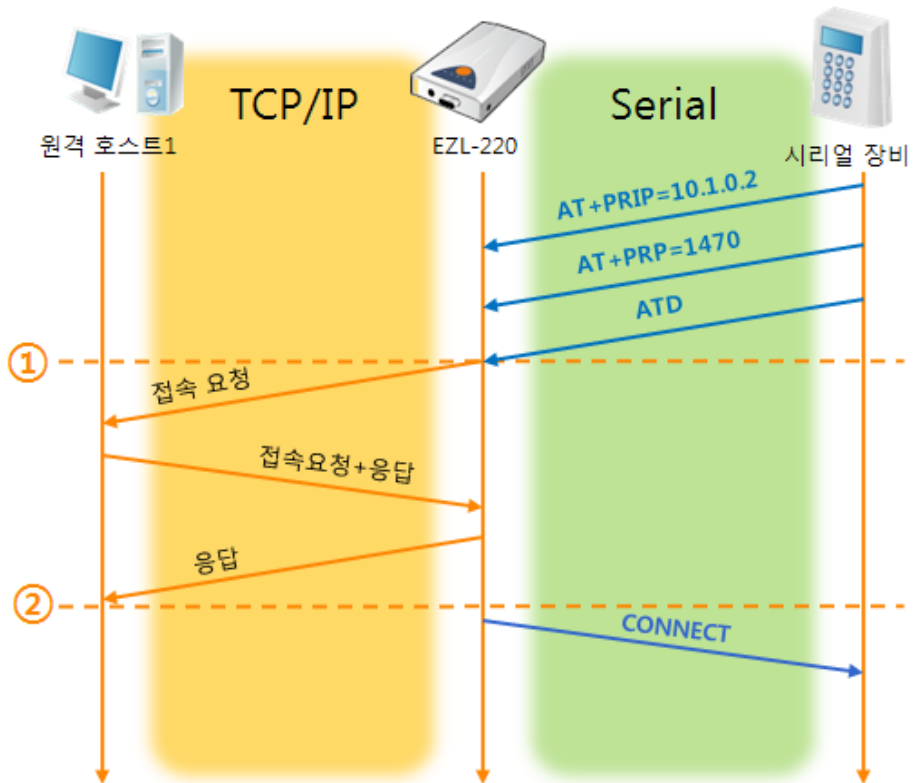 TCP/IP
Serial
원격 호스트1
EZL-220
시리얼 장비
AT+PRIP=10.1.0.2
AT+PRP=1470
ATD
①
접속 요청
접속요청+응답
응답
②
CONNECT